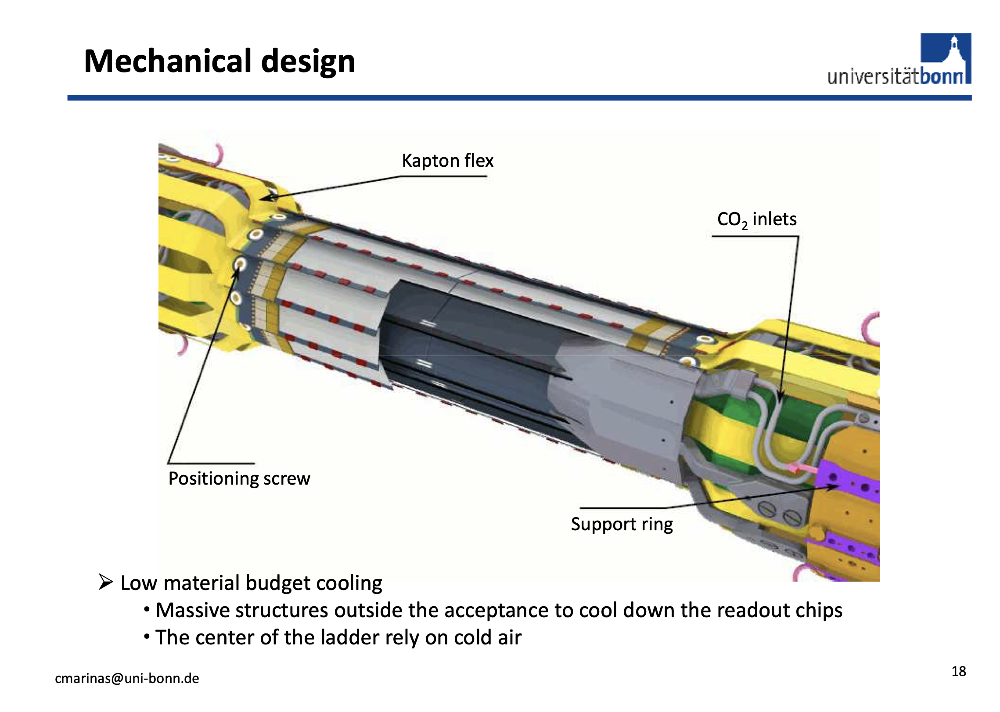 Mechanical design
universitätbonn
Kapton flex
CO₂ inlets
Positioning screw
Support ring
➢ Low material budget cooling
• Massive structures outside the acceptance to cool down the readout chips
• The center of the ladder rely on cold air
cmarinas@uni-bonn.de
18